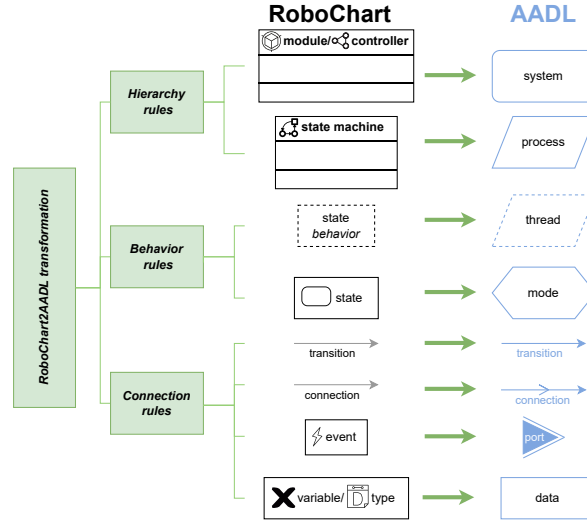 RoboChart AADL
RoboChart2AADL transformation
Hierarchy
rules
module/ controller
system
state machine
process
Behavior
rules
state
behavior
thread
state
mode
Connection
rules
transition
transition
connection
connection
event
port
X variable/ D type
data